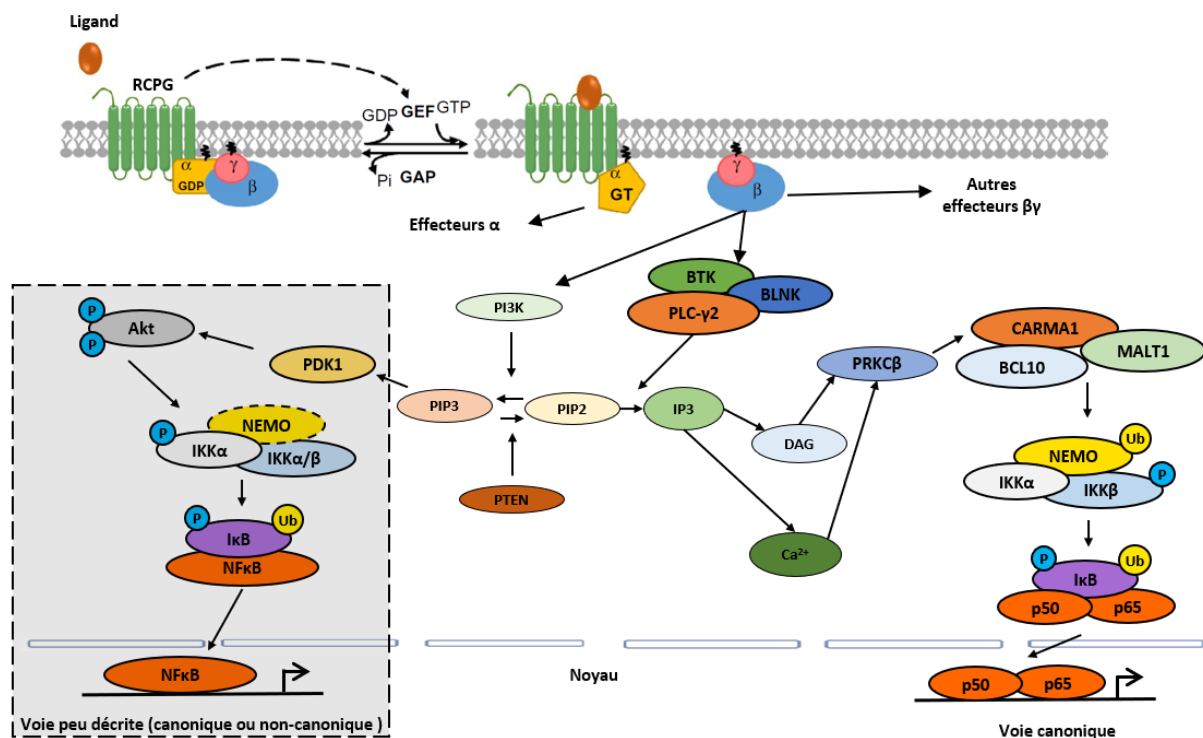 Ligand
RCPG
GDP GEF GTP
Pi GAP
α
GDP
γ
β
α
GT
γ
β
Effecteurs α
Autres
effecteurs βγ
BTK
BLNK
PLC-γ2
PI3K
P
P
Akt
PDK1
PIP3
PIP2
IP3
DAG
PRKCβ
CARMA1
BCL10
MALT1
PTEN
Ca²⁺
NEMO
P
IKKα
IKKα/β
P
Ub
IκB
NFκB
NFκB
NEMO
Ub
IKKα
IKKβ
P
P
Ub
IκB
p50
p65
Noyau
p50
p65
Voie peu décrite (canonique ou non-canonique )
Voie canonique